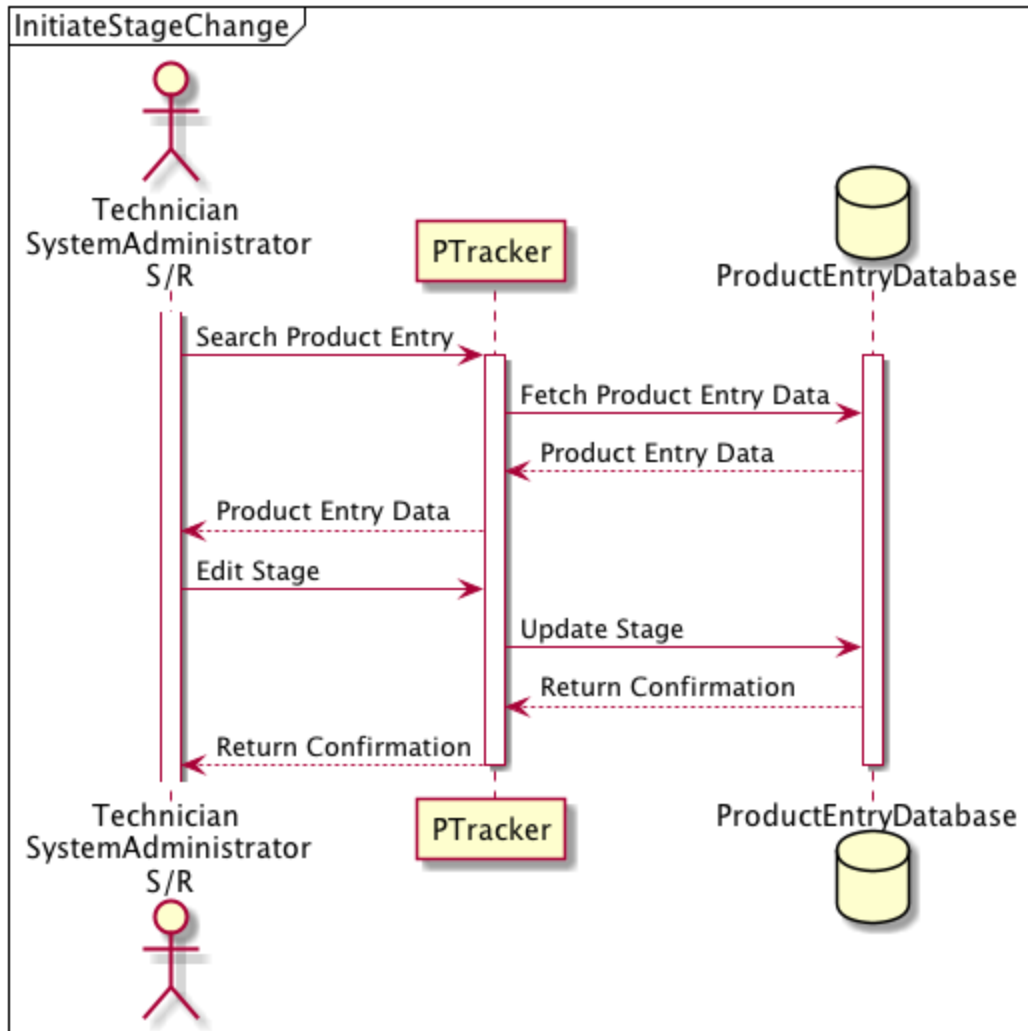 InitiateStageChange
Technician
SystemAdministrator
S/R
PTracker
ProductEntryDatabase
Search Product Entry
Fetch Product Entry Data
Product Entry Data
Product Entry Data
Edit Stage
Update Stage
Return Confirmation
Return Confirmation
Technician
SystemAdministrator
S/R
PTracker
ProductEntryDatabase